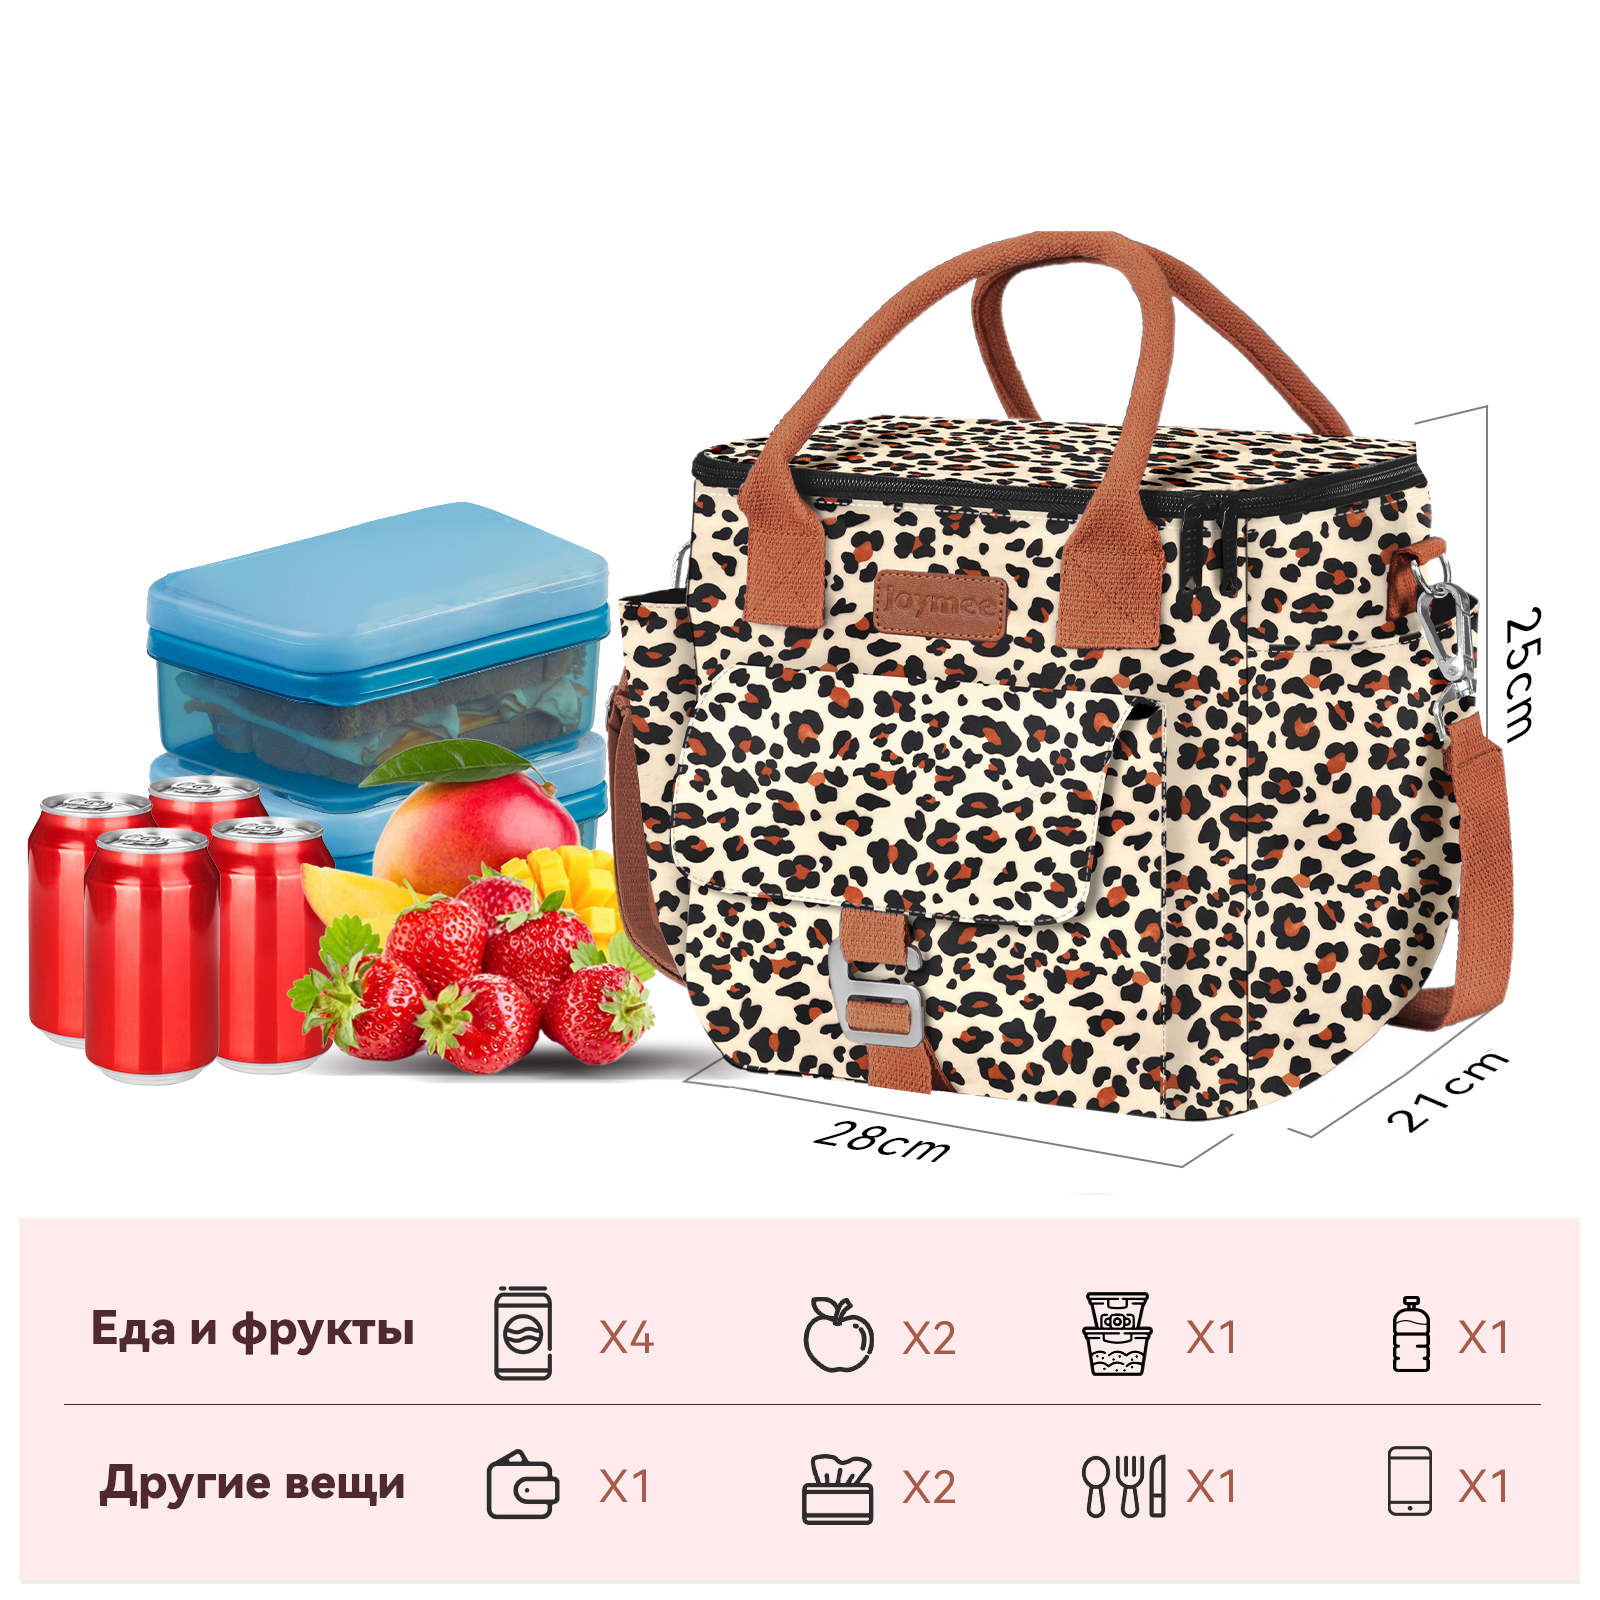 Joymee
25cm
21cm
28cm
Еда и фрукты X4 X2 X1 X1
Другие вещи X1 X2 X1 X1